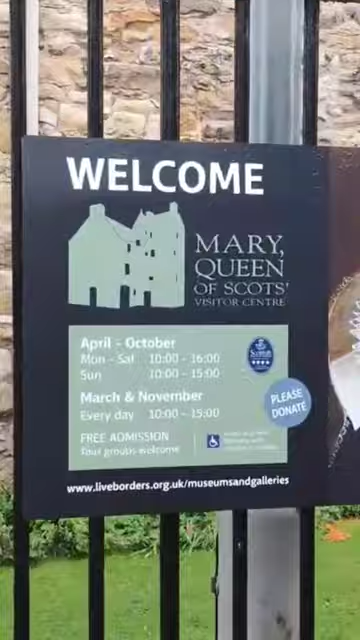 WELCOME
MARY,
QUEEN
OF SCOTS'
VISITOR CENTRE
April - October
Mon - Sat 10:00 - 16:00
Sun 10:00 - 15:00
March & November
Every day 10:00 - 15:00
FREE ADMISSION
Tour groups welcome
PLEASE
DONATE
www.liveborders.org.uk/museumsandgalleries